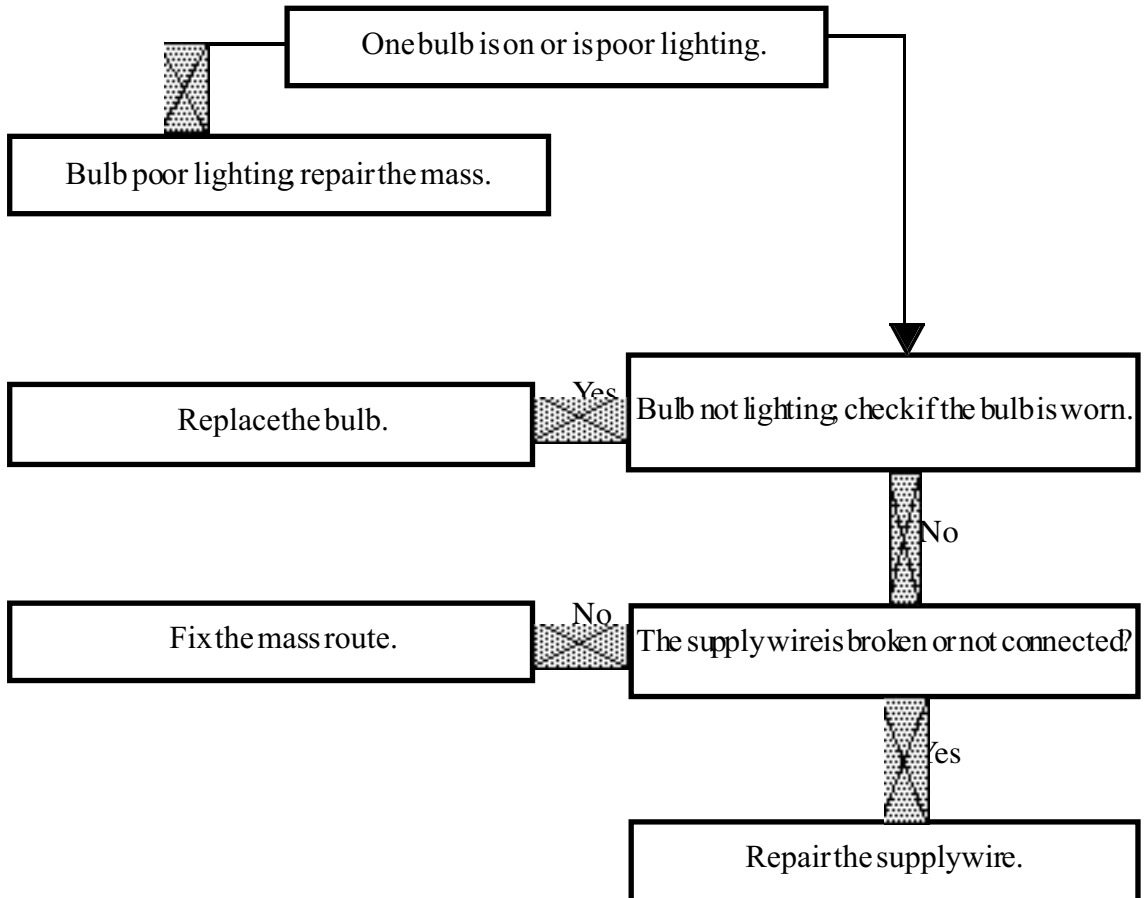 One bulb is on or is poor lighting.
Bulb poor lighting, repair the mass.
Yes
Replace the bulb.
Bulb not lighting; check if the bulb is worn.
No
No
Fix the mass route.
The supply wire is broken or not connected?
Yes
Repair the supply wire.